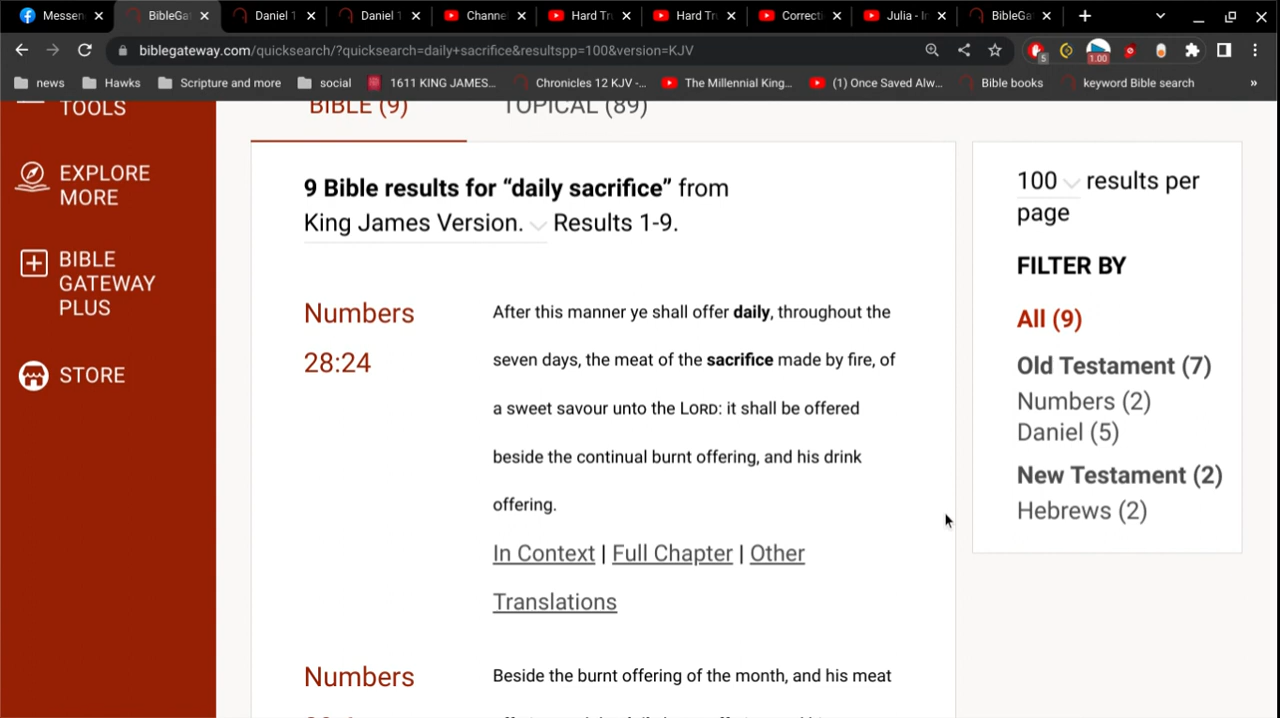 Messen
BibleGat
Daniel 1
Daniel 1
Channe
Hard Tr
Hard Tr
Correcti
Julia - I
BibleGa
biblegateway.com/quicksearch/?quicksearch=daily+sacrifice&resultspp=100&version=KJV
5
1.00
news
Hawks
Scripture and more
social
1611 KING JAMES...
Chronicles 12 KJV -...
The Millennial King...
(1) Once Saved Alw...
Bible books
keyword Bible search
»
TOOLS
EXPLORE
MORE
BIBLE
GATEWAY
PLUS
STORE
BIBLE (9)
TOPICAL (89)
9 Bible results for “daily sacrifice” from
King James Version. Results 1-9.
Numbers
28:24
After this manner ye shall offer daily, throughout the
seven days, the meat of the sacrifice made by fire, of
a sweet savour unto the LORD: it shall be offered
beside the continual burnt offering, and his drink
offering.
In Context | Full Chapter | Other
Translations
Numbers
Beside the burnt offering of the month, and his meat
100 results per
page
FILTER BY
All (9)
Old Testament (7)
Numbers (2)
Daniel (5)
New Testament (2)
Hebrews (2)